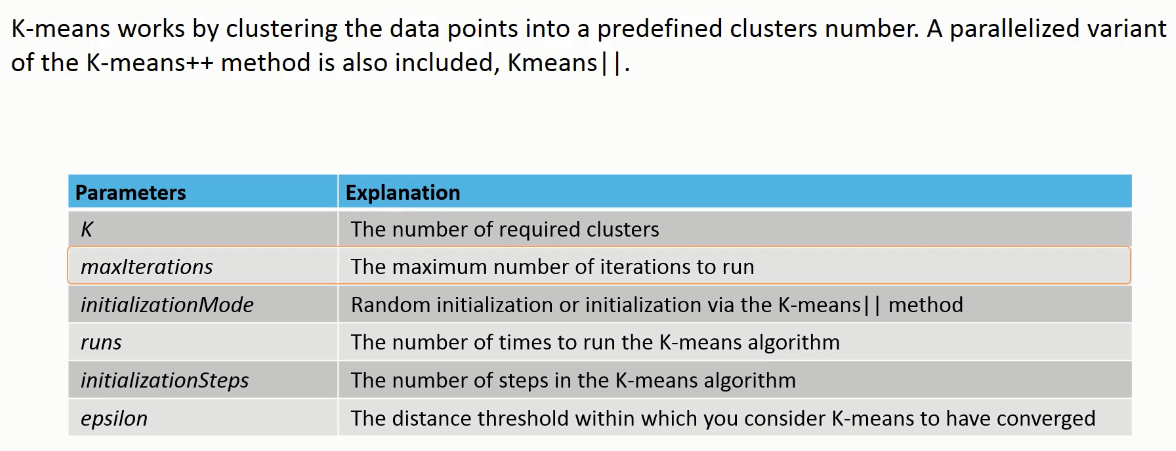 K-means works by clustering the data points into a predefined clusters number. A parallelized variant
of the K-means++ method is also included, Kmeans||.
Parameters Explanation
K The number of required clusters
maxIterations The maximum number of iterations to run
initializationMode Random initialization or initialization via the K-means|| method
runs The number of times to run the K-means algorithm
initializationSteps The number of steps in the K-means algorithm
epsilon The distance threshold within which you consider K-means to have converged